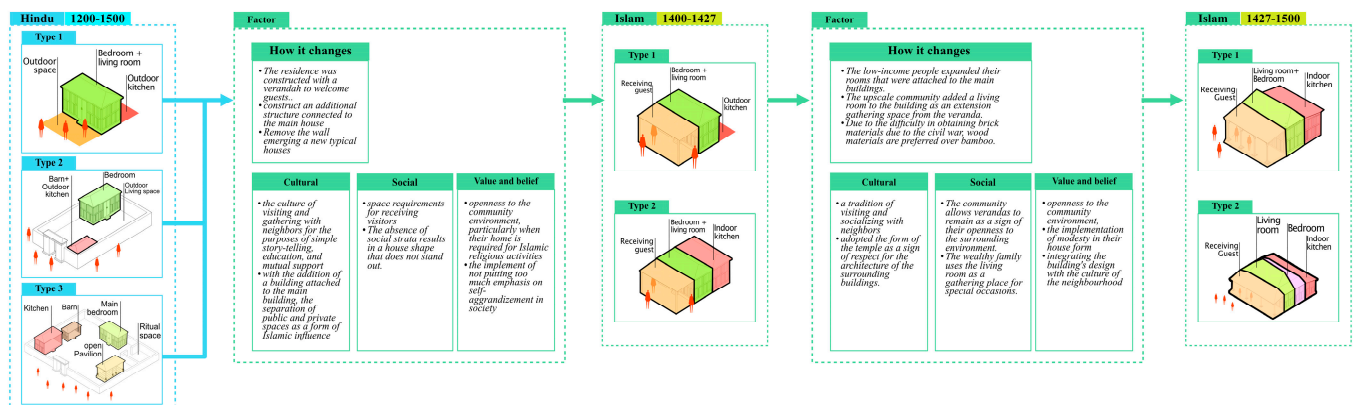 Hindu 1200-1500
Type 1
Outdoor
space
Bedroom +
living room
Outdoor
kitchen
Type 2
Barn+
Outdoor
kitchen
Bedroom
Outdoor
Living space
Type 3
Kitchen
Barn
Main
bedroom
Ritual
space
open
Pavilion
Factor
How it changes
• The residence was
constructed with a
verandah to welcome
guests..
• construct an additional
structure connected to
the main house
• Remove the wall
emerging a new typical
houses
Cultural
• the culture of
visiting and
gathering with
neighbors for the
purposes of simple
story-telling,
education, and
mutual support
• with the addition of
a building attached
to the main
building, the
separation of
public and private
spaces as a form of
Islamic influence
Social
• space requirements
for receiving
visitors
• The absence of
social strata results
in a house shape
that does not stand
out.
Value and belief
• openness to the
community
environment,
particularly when
their home is
required for Islamic
religious activities
• the implement of
not putting too
much emphasis on
self-
aggrandizement in
society
Islam 1400-1427
Type 1
Receiving
guest
Bedroom +
living room
Outdoor
kitchen
Type 2
Receiving
guest
Bedroom +
living room
Indoor
kitchen
Factor
How it changes
• The low-income people expanded their
rooms that were attached to the main
buildings.
• The upscale community added a living
room to the building as an extension
gathering space from the veranda.
• Due to the difficulty in obtaining brick
materials due to the civil war, wood
materials are preferred over bamboo.
Cultural
• a tradition of
visiting and
socializing with
neighbors
• adopted the form of
the temple as a sign
of respect for the
architecture of the
surrounding
buildings.
Social
• The community
allows verandas to
remain as a sign of
their openness to
the surrounding
environment.
• The wealthy family
uses the living
room as a
gathering place for
special occasions.
Value and belief
• openness to the
community
environment,
• the implementation
of modesty in their
house form
• integrating the
building's design
with the culture of
the neighbourhood
Islam 1427-1500
Type 1
Receiving
Guest
Living room+
Bedroom
Indoor
kitchen
Type 2
Receiving
Guest
Living
room
Bedroom
Indoor
kitchen